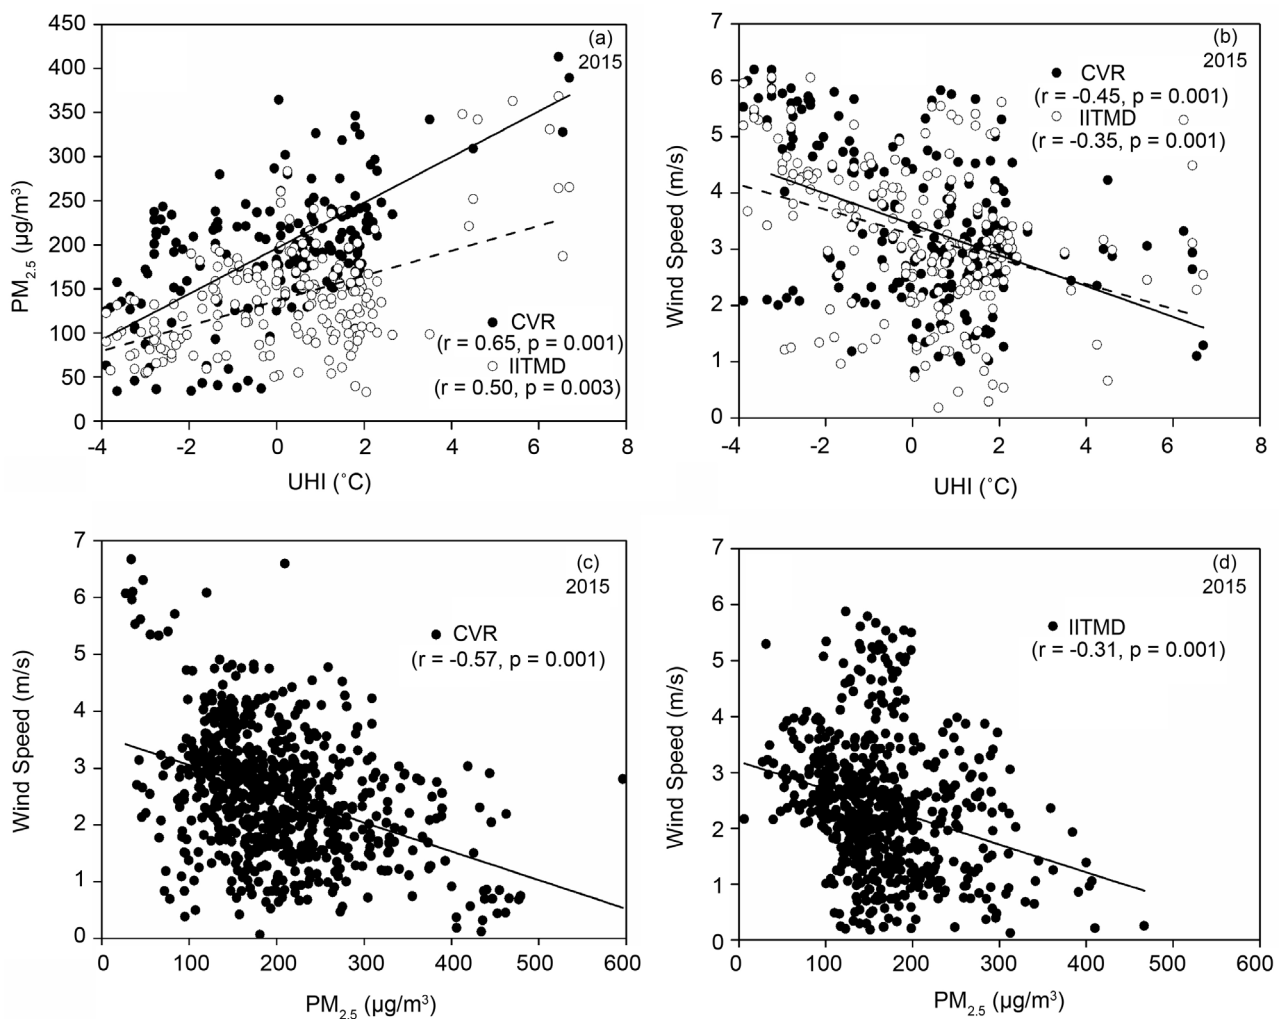 (a)
2015
450
400
350
300
250
200
150
100
50
0
PM2.5 (µg/m³)
CVR
(r = 0.65, p = 0.001)
IITMD
(r = 0.50, p = 0.003)
-4 -2 0 2 4 6 8
UHI (˚C)
(b)
2015
7
6
5
4
3
2
1
0
Wind Speed (m/s)
CVR
(r = -0.45, p = 0.001)
IITMD
(r = -0.35, p = 0.001)
-4 -2 0 2 4 6 8
UHI (˚C)
(c)
2015
7
6
5
4
3
2
1
0
Wind Speed (m/s)
CVR
(r = -0.57, p = 0.001)
0 100 200 300 400 500 600
PM2.5 (µg/m³)
(d)
2015
7
6
5
4
3
2
1
0
Wind Speed (m/s)
IITMD
(r = -0.31, p = 0.001)
0 100 200 300 400 500 600
PM2.5 (µg/m³)